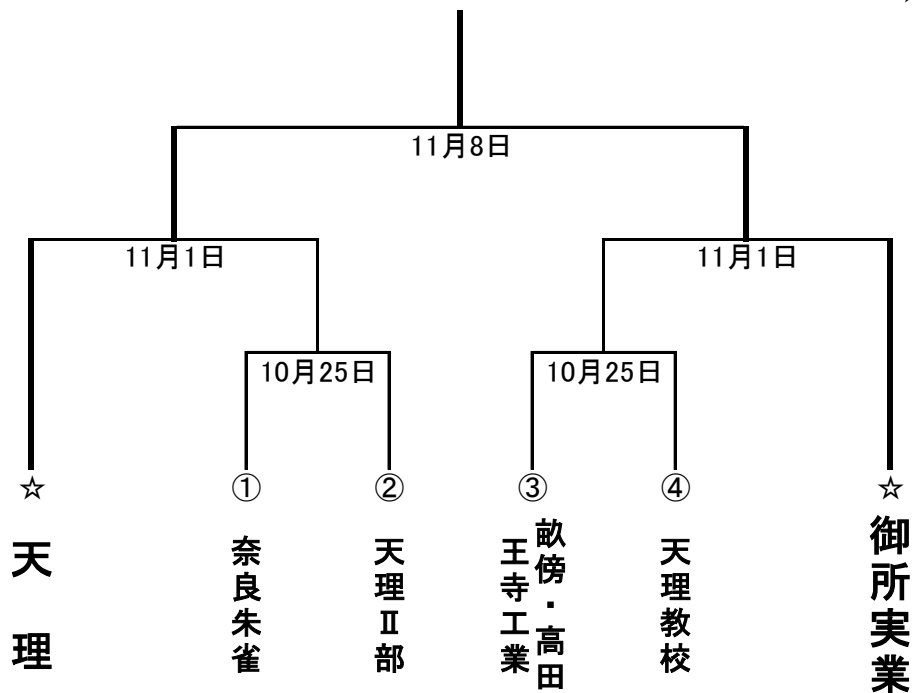 11月8日
11月1日
11月1日
10月25日
10月25日
☆
①
②
③
④
☆
天理
奈良朱雀
天理Ⅱ部
畝傍・高田
王寺工業
天理教校
御所実業